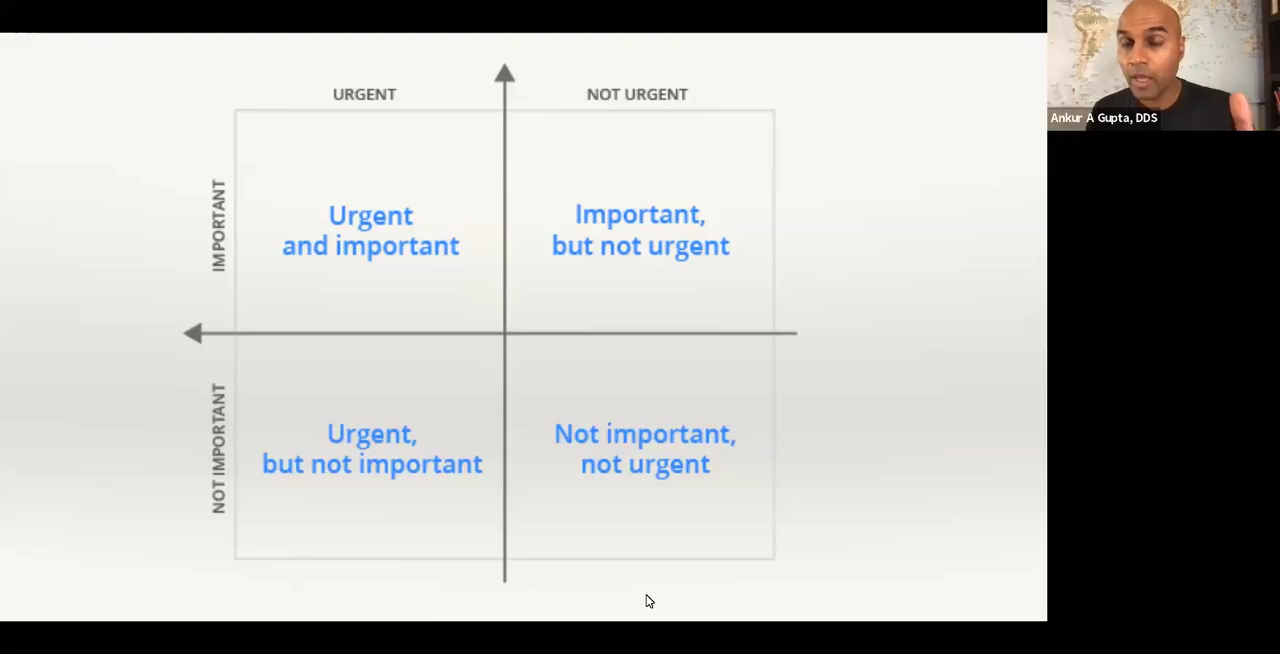 URGENT
NOT URGENT
IMPORTANT
Urgent
and important
Important,
but not urgent
NOT IMPORTANT
Urgent,
but not important
Not important,
not urgent
Ankur A Gupta, DDS